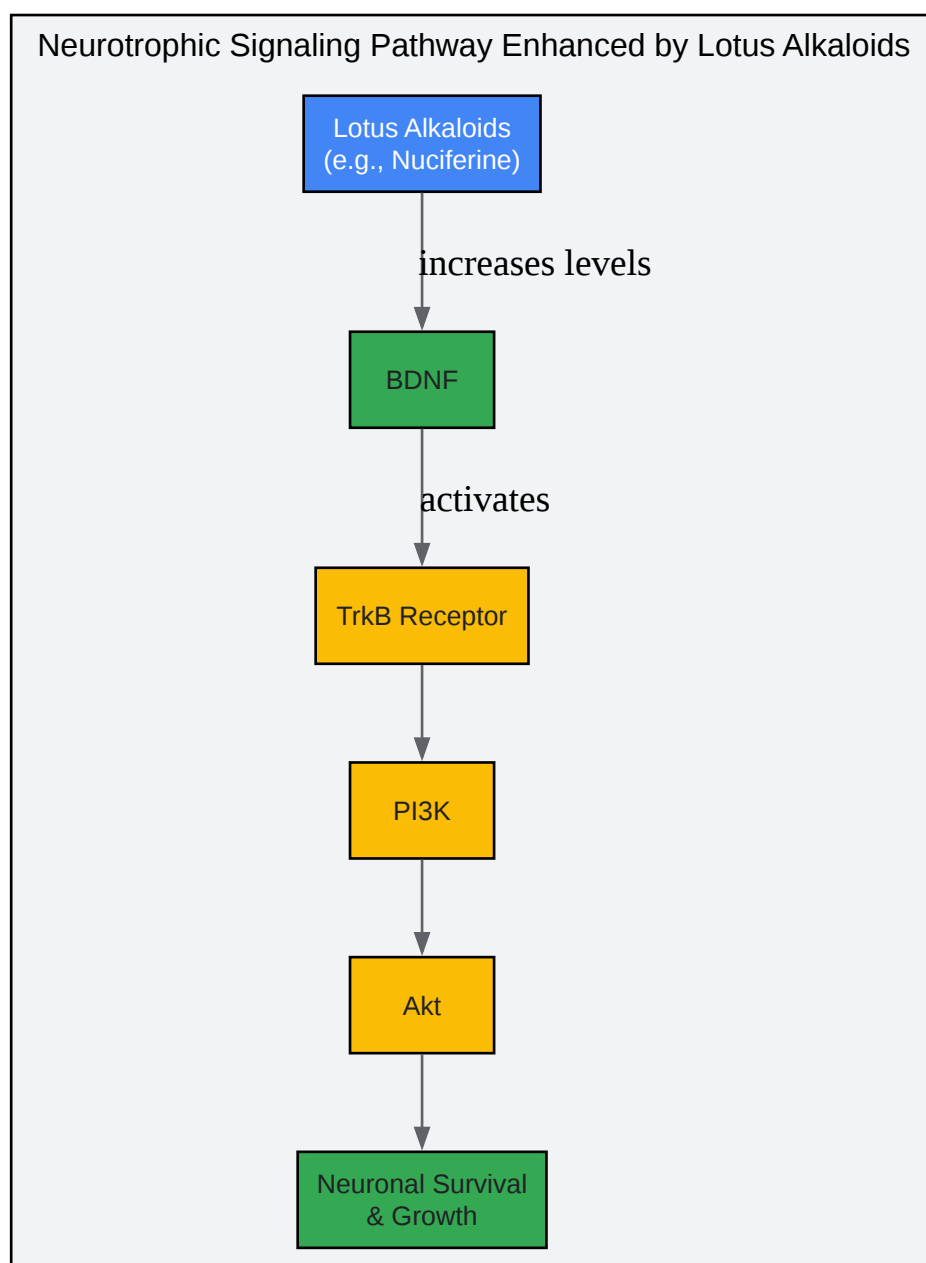 Neurotrophic Signaling Pathway Enhanced by Lotus Alkaloids
Lotus Alkaloids
(e.g., Nuciferine)
increases levels
BDNF
activates
TrkB Receptor
PI3K
Akt
Neuronal Survival
& Growth